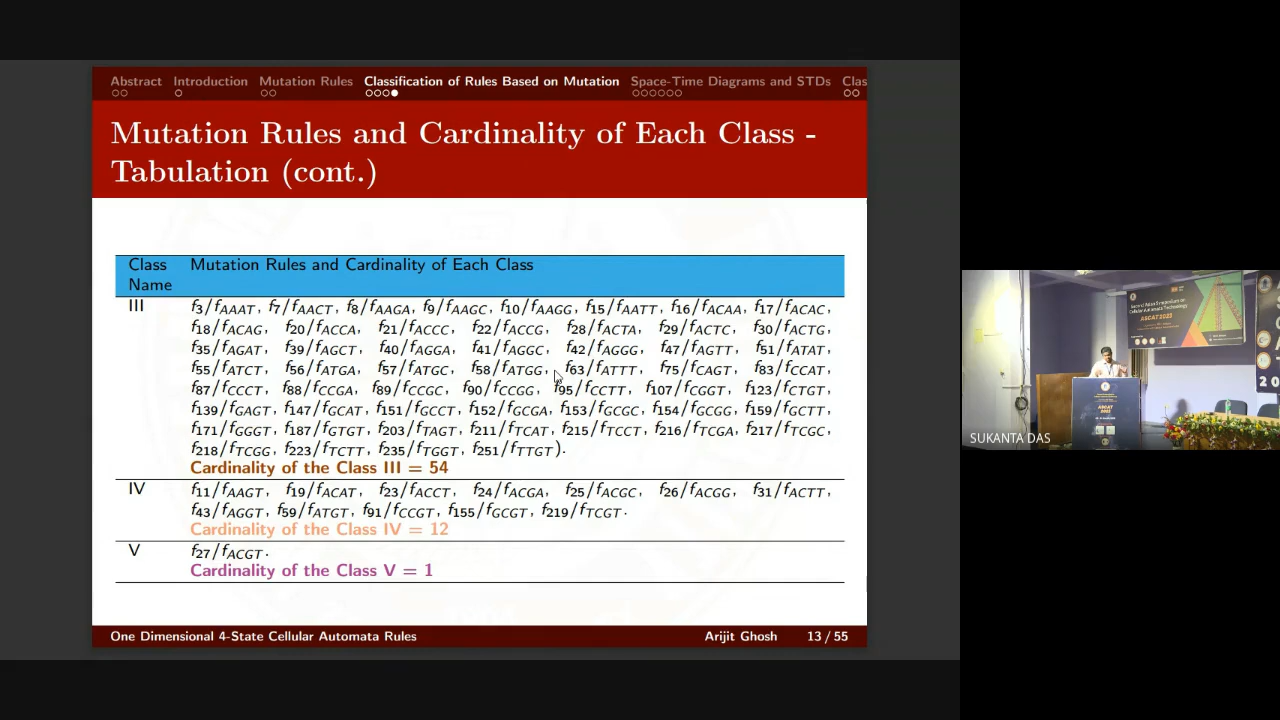 Abstract Introduction Mutation Rules Classification of Rules Based on Mutation Space-Time Diagrams and STDs Clas
Mutation Rules and Cardinality of Each Class -
Tabulation (cont.)
Class Name Mutation Rules and Cardinality of Each Class
III f3/fAAAT, f7/fAACT, f8/fAAGA, f9/fAAGC, f10/fAAGG, f15/fAATT, f16/fACAA, f17/fACAC,
f18/fACAG, f20/fACCA, f21/fACCC, f22/fACCG, f28/fACTA, f29/fACTC, f30/fACTG,
f35/fAGAT, f39/fAGCT, f40/fAGGA, f41/fAGGC, f42/fAGGG, f47/fAGTT, f51/fATAT,
f55/fATCT, f56/fATGA, f57/fATGC, f58/fATGG, f63/fATTT, f75/fCAGT, f83/fCCAT,
f87/fCCCT, f88/fCCGA, f89/fCCGC, f90/fCCGG, f95/fCCTT, f107/fCGGT, f123/fCTGT,
f139/fGAGT, f147/fGCAT, f151/fGCCT, f152/fGCGA, f153/fGCGC, f154/fGCGG, f159/fGCTT,
f171/fGGGT, f187/fGTGT, f203/fTAGT, f211/fTCAT, f215/fTCCT, f216/fTCGA, f217/fTCGC,
f218/fTCGG, f223/fTCTT, f235/fTGGT, f251/fTTGT).
Cardinality of the Class III = 54
IV f11/fAAGT, f19/fACAT, f23/fACCT, f24/fACGA, f25/fACGC, f26/fACGG, f31/fACTT,
f43/fAGGT, f59/fATGT, f91/fCCGT, f155/fGCGT, f219/fTCGT.
Cardinality of the Class IV = 12
V f27/fACGT.
Cardinality of the Class V = 1
One Dimensional 4-State Cellular Automata Rules Arijit Ghosh 13 / 55
Second Asian Symposium on
Cellular Automata Technology
ASCAT 2023
SUKANTA DAS